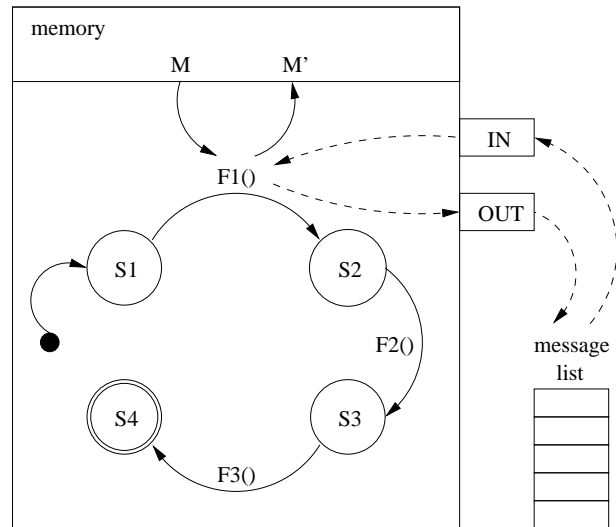 memory
M
M'
IN
F1()
OUT
S1
S2
F2()
message
list
S4
S3
F3()